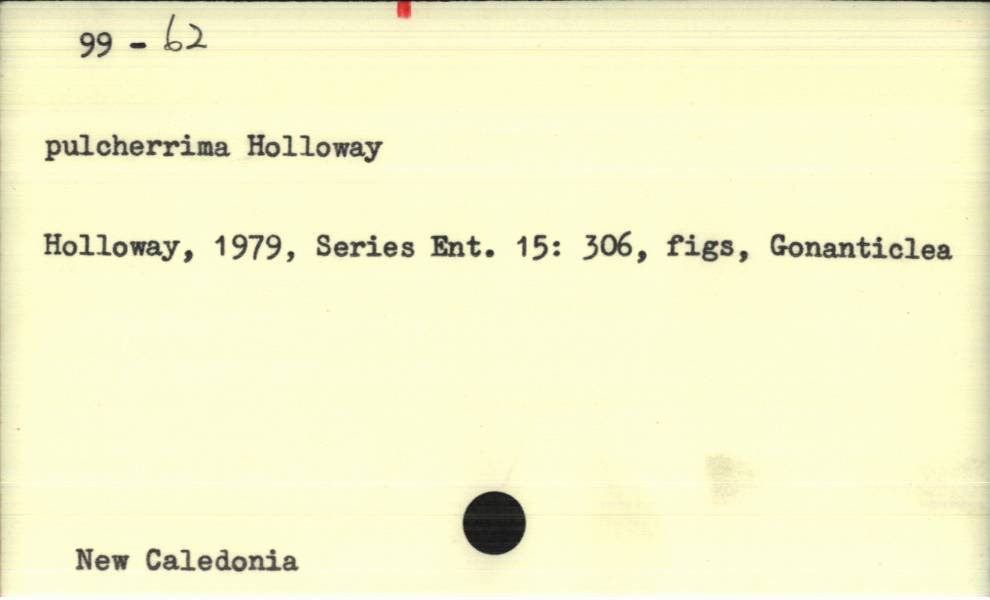 99 - 62
pulcherrima Holloway
Holloway, 1979, Series Ent. 15: 306, figs, Gonanticlea
New Caledonia